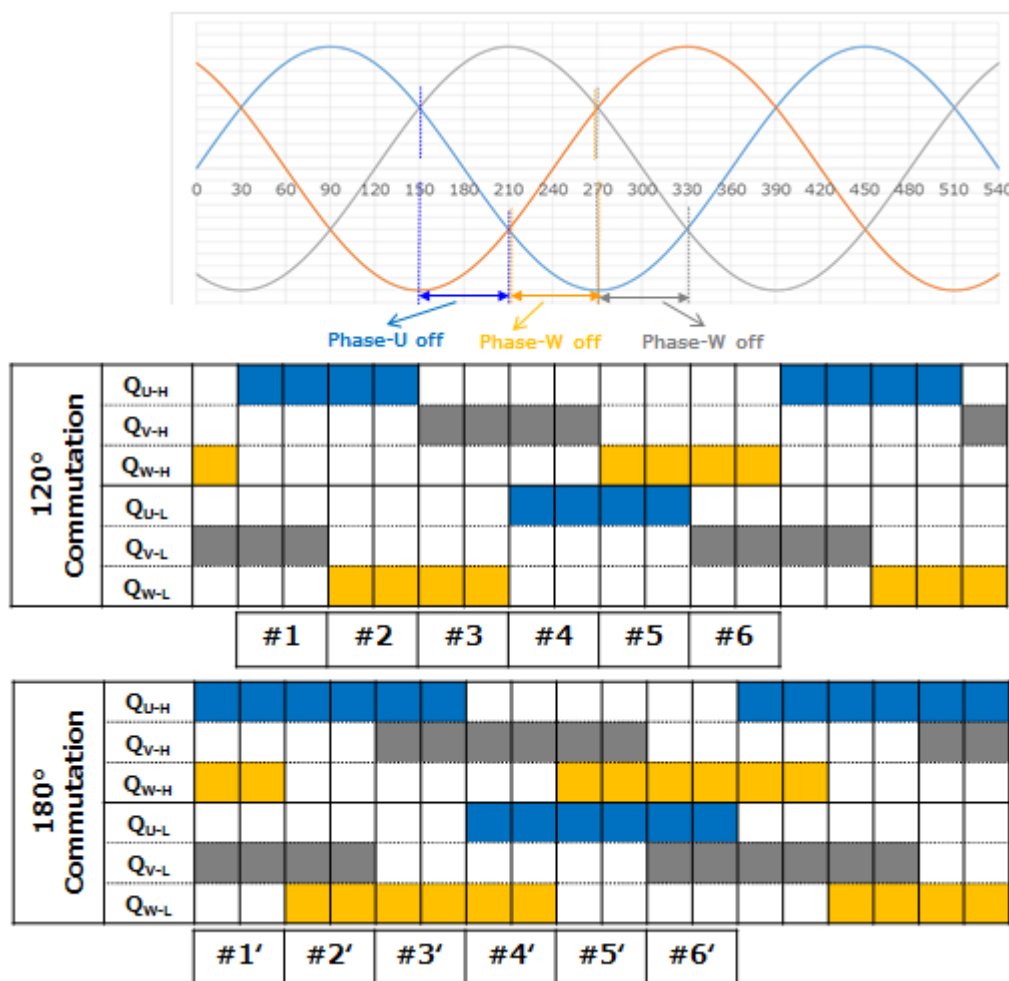 0 30 60 90 120 150 180 210 240 270 300 330 360 390 420 450 480 510 540
Phase-U off Phase-W off Phase-W off
120° Commutation
QU-H
QV-H
QW-H
QU-L
QV-L
QW-L
#1 #2 #3 #4 #5 #6
180° Commutation
QU-H
QV-H
QW-H
QU-L
QV-L
QW-L
#1' #2' #3' #4' #5' #6'